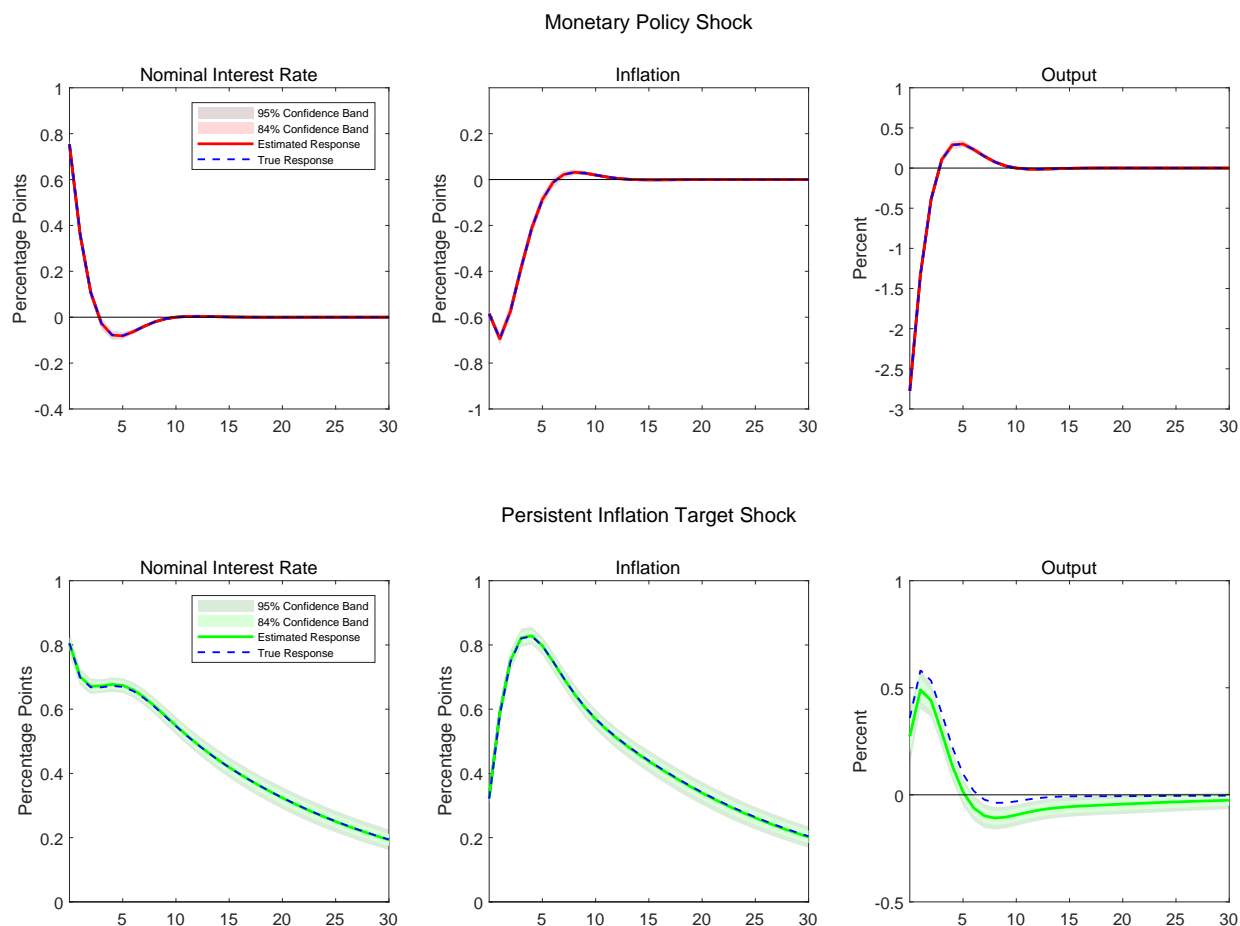 Monetary Policy Shock
Nominal Interest Rate
Inflation
Output
1
0.8
0.6
0.4
0.2
0
-0.2
-0.4
Percentage Points
95% Confidence Band
84% Confidence Band
Estimated Response
True Response
5 10 15 20 25 30
0.2
0
-0.2
-0.4
-0.6
-0.8
-1
Percentage Points
5 10 15 20 25 30
1
0.5
0
-0.5
-1
-1.5
-2
-2.5
-3
Percent
5 10 15 20 25 30
Persistent Inflation Target Shock
Nominal Interest Rate
Inflation
Output
1
0.8
0.6
0.4
0.2
0
Percentage Points
95% Confidence Band
84% Confidence Band
Estimated Response
True Response
5 10 15 20 25 30
1
0.8
0.6
0.4
0.2
0
Percentage Points
5 10 15 20 25 30
1
0.5
0
-0.5
Percent
5 10 15 20 25 30